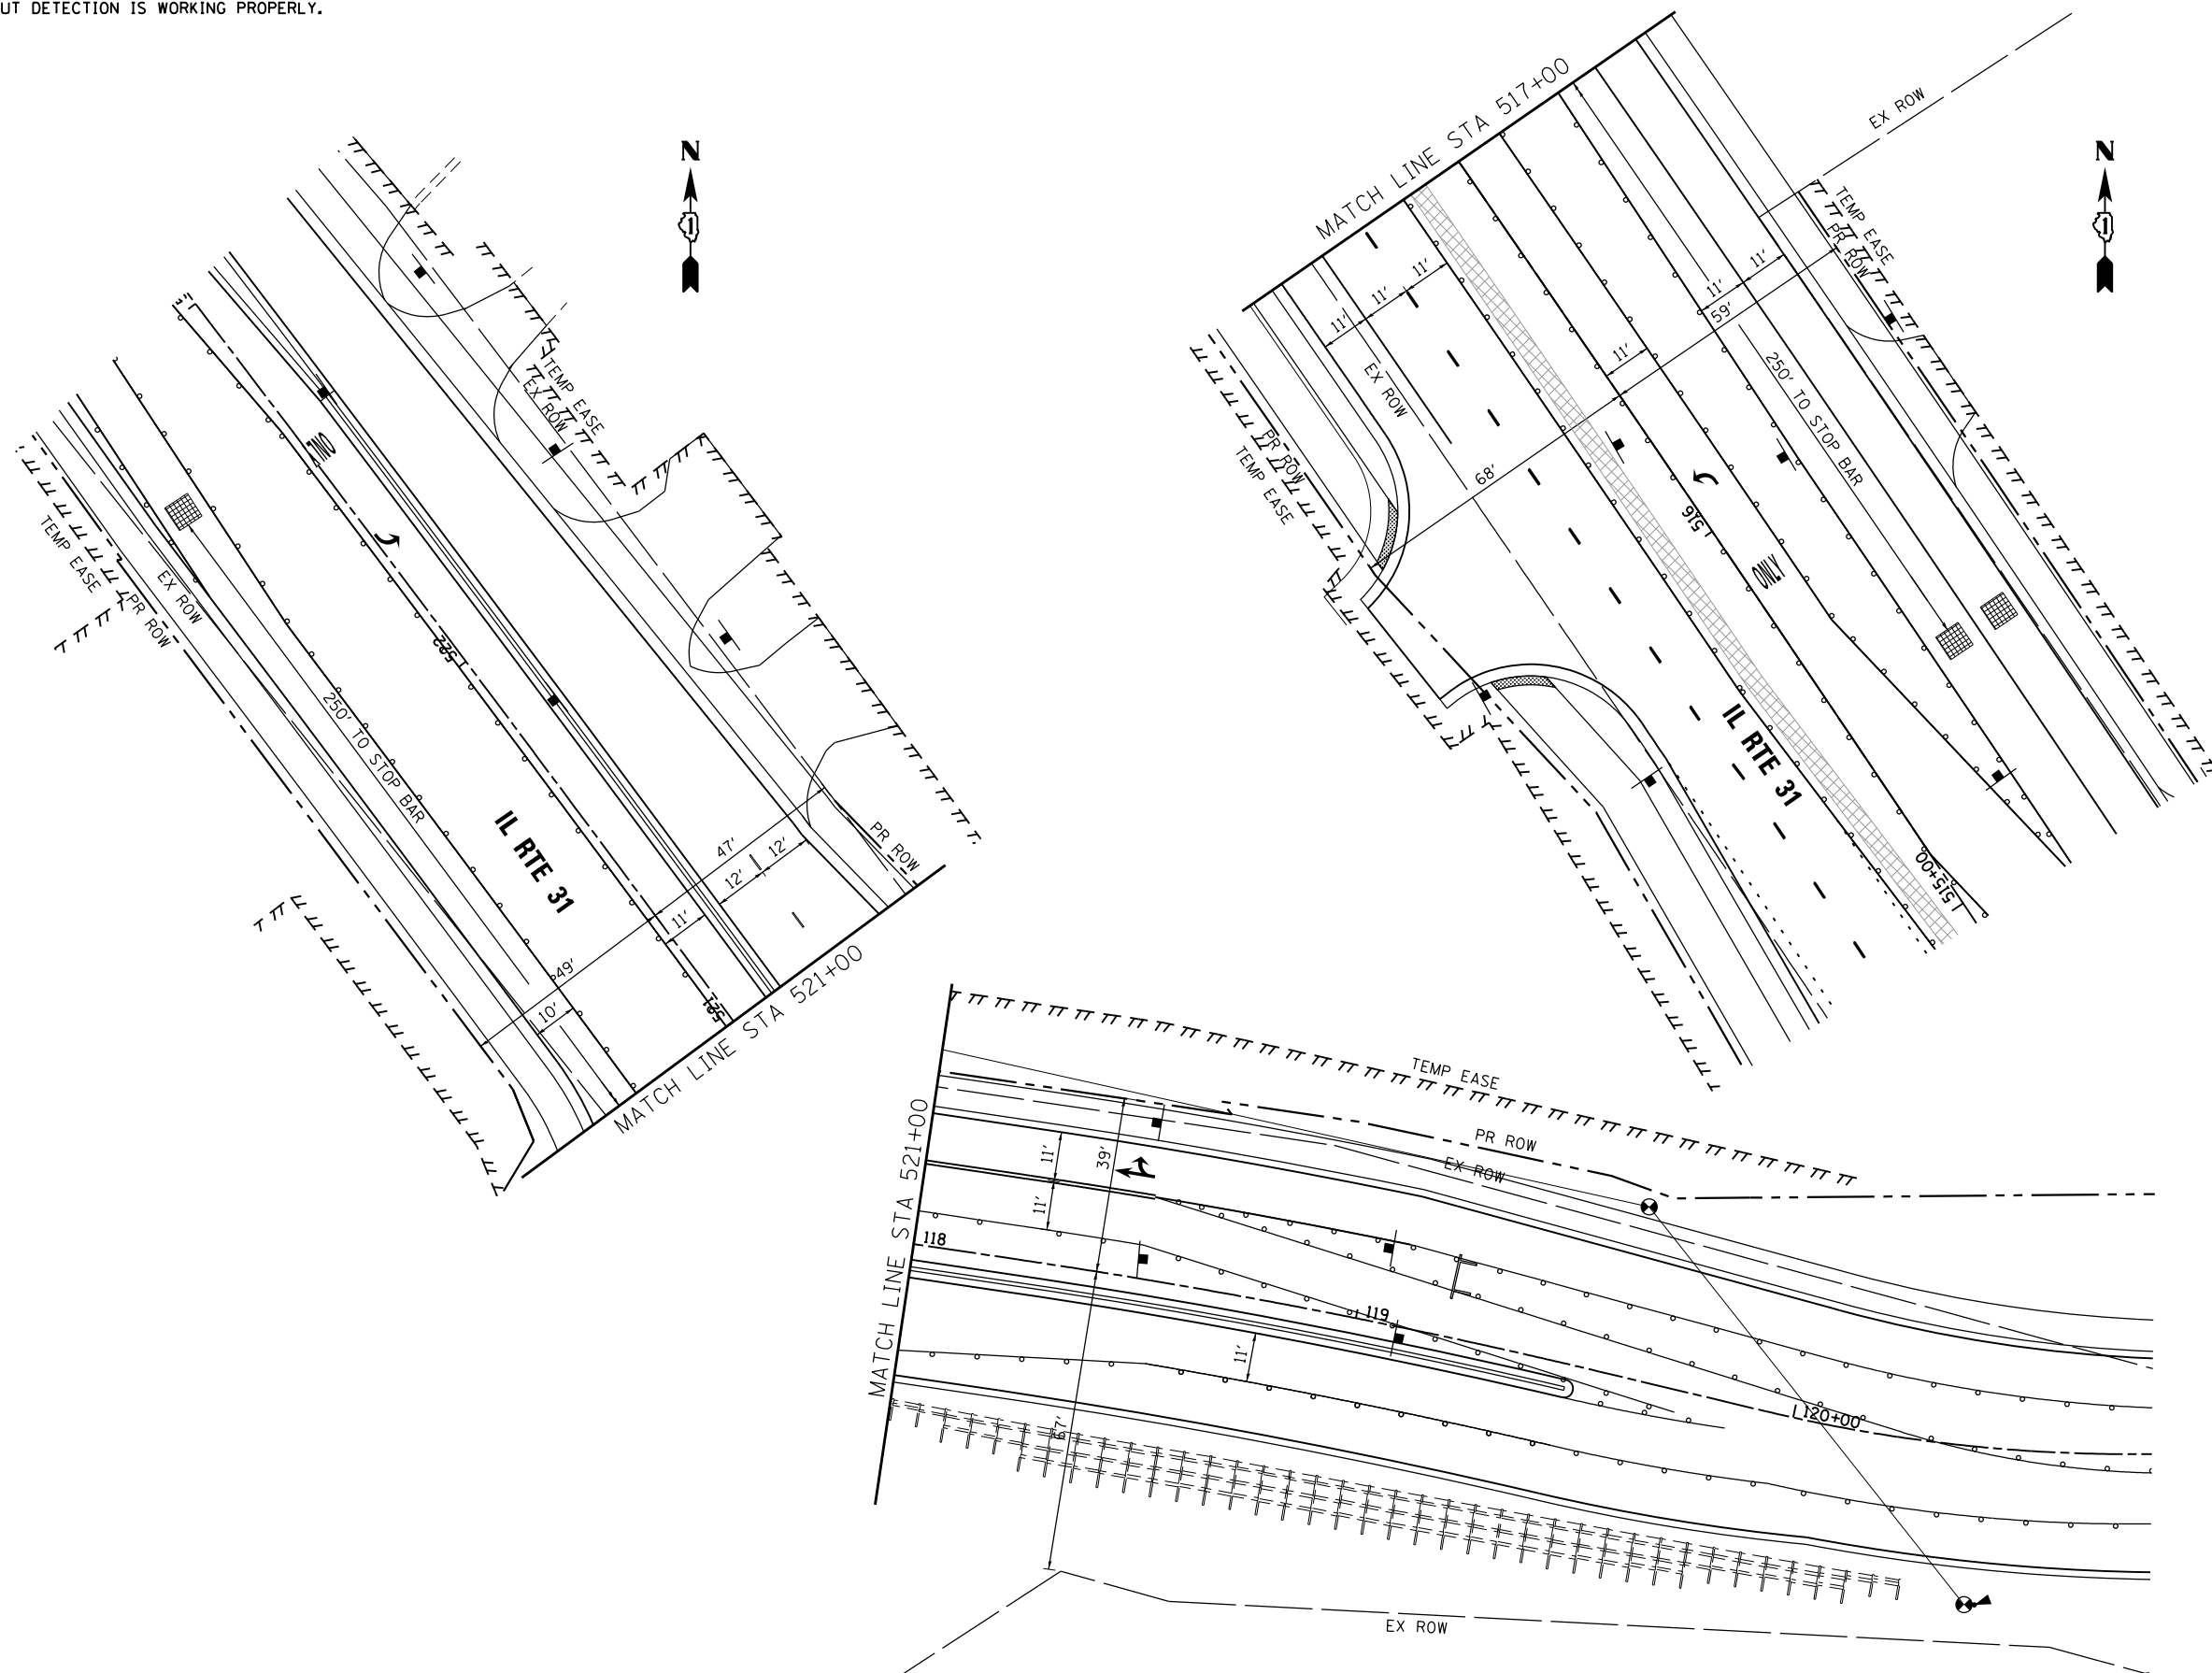 UT DETECTION IS WORKING PROPERLY.
N
1
TEMP EASE
EX ROW
ONL
TEMP EASE
EX ROW
PR ROW
522
250' TO STOP BAR
IL RTE 31
47'
12'
12'
11'
PR ROW
49'
10'
521
MATCH LINE STA 521+00
MATCH LINE STA 517+00
EX ROW
N
1
TEMP EASE
PR ROW
11'
11'
11'
11'
11'
59'
11'
EX ROW
250' TO STOP BAR
PR ROW
TEMP EASE
68'
516
ONLY
IL RTE 31
515+00
MATCH LINE STA 521+00
TEMP EASE
PR ROW
EX ROW
11'
39'
11'
118
119
11'
67'
120+00
EX ROW